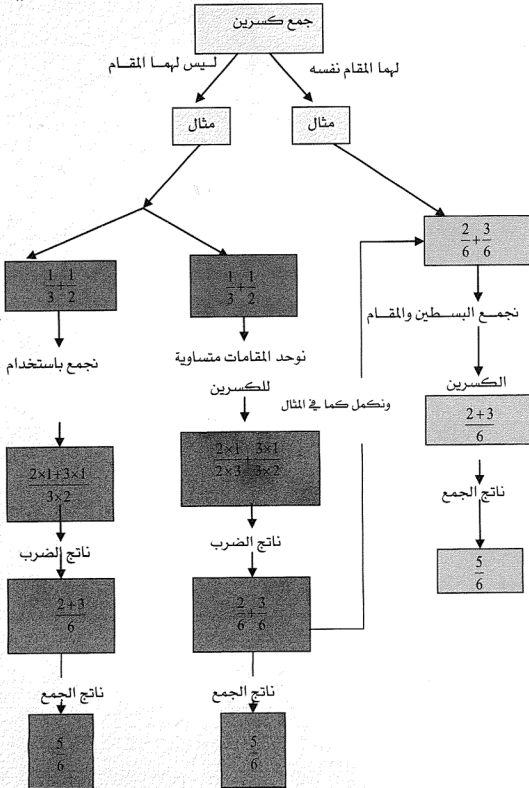 جمع كسرين
لهما المقام نفسه
ليس لهما المقام
مثال
مثال
2/6 + 3/6
1/3 + 1/2
1/3 + 1/2
نجمع البسطين والمقام
نوحد المقامات متساوية
نجمع باستخدام
الكسرين
للكسرين
ونكمل كما في المثال
(2+3)/6
(2×1)/(2×3) + (3×1)/(3×2)
(2×1+3×1)/(3×2)
ناتج الجمع
ناتج الضرب
ناتج الضرب
5/6
2/6 + 3/6
(2+3)/6
ناتج الجمع
ناتج الجمع
5/6
5/6